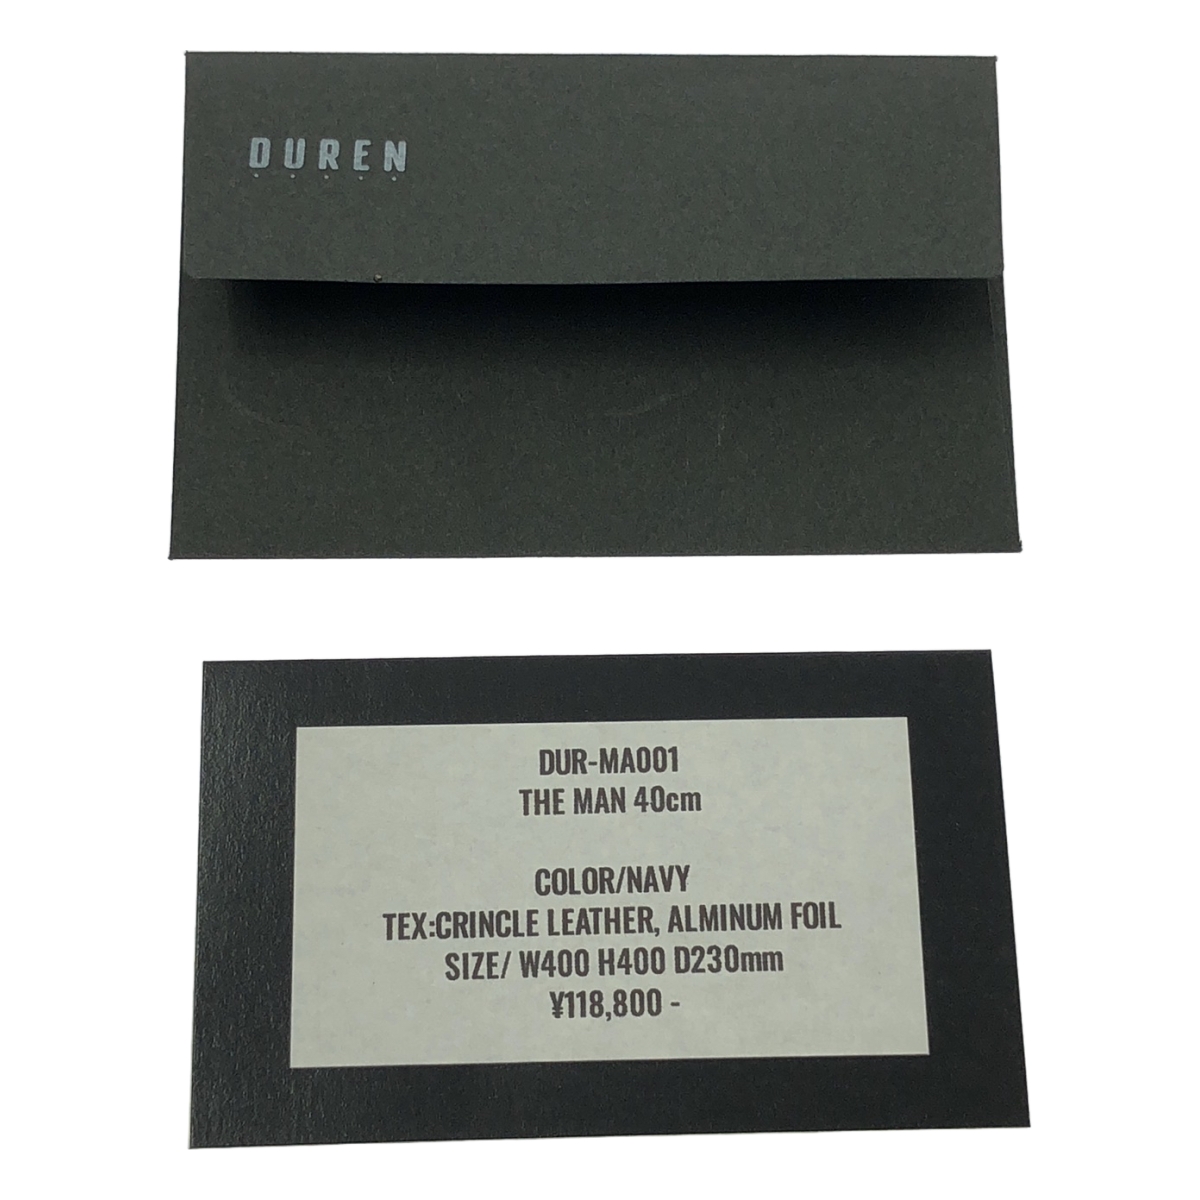 DUREN
DUR-MA001
THE MAN 40cm
COLOR/NAVY
TEX:CRINCLE LEATHER, ALMINUM FOIL
SIZE/ W400 H400 D230mm
¥118,800 -